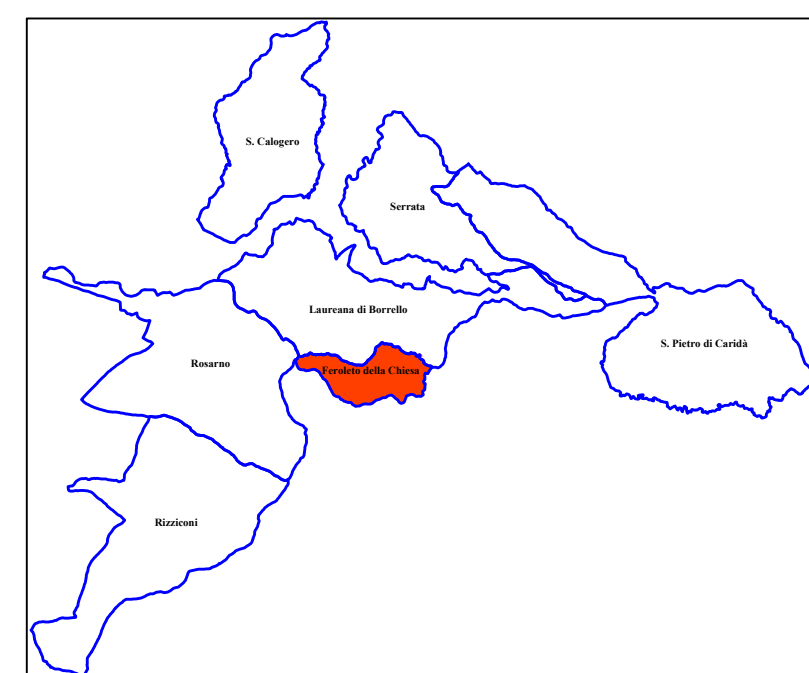 S. Calogero
Serrata
Laureana di Borrello
S. Pietro di Caridà
Rosarno
Feroleto della Chiesa
Rizziconi